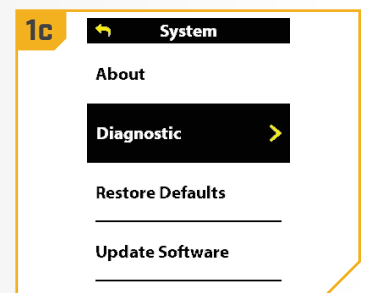 1c
System
About
Diagnostic
Restore Defaults
Update Software